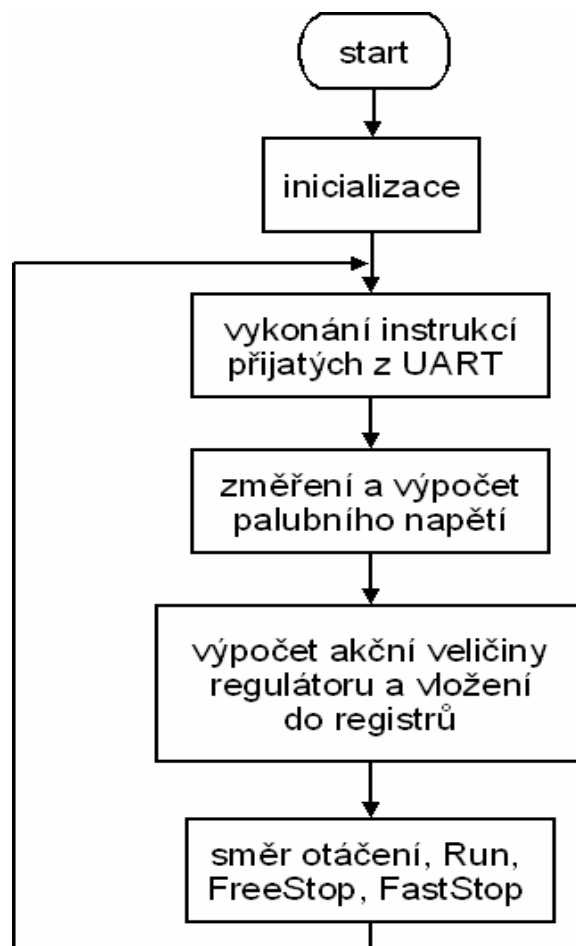 start
inicializace
vykonání instrukcí
přijatých z UART
změření a výpočet
palubního napětí
výpočet akční veličiny
regulátoru a vložení
do registrů
směr otáčení, Run,
FreeStop, FastStop